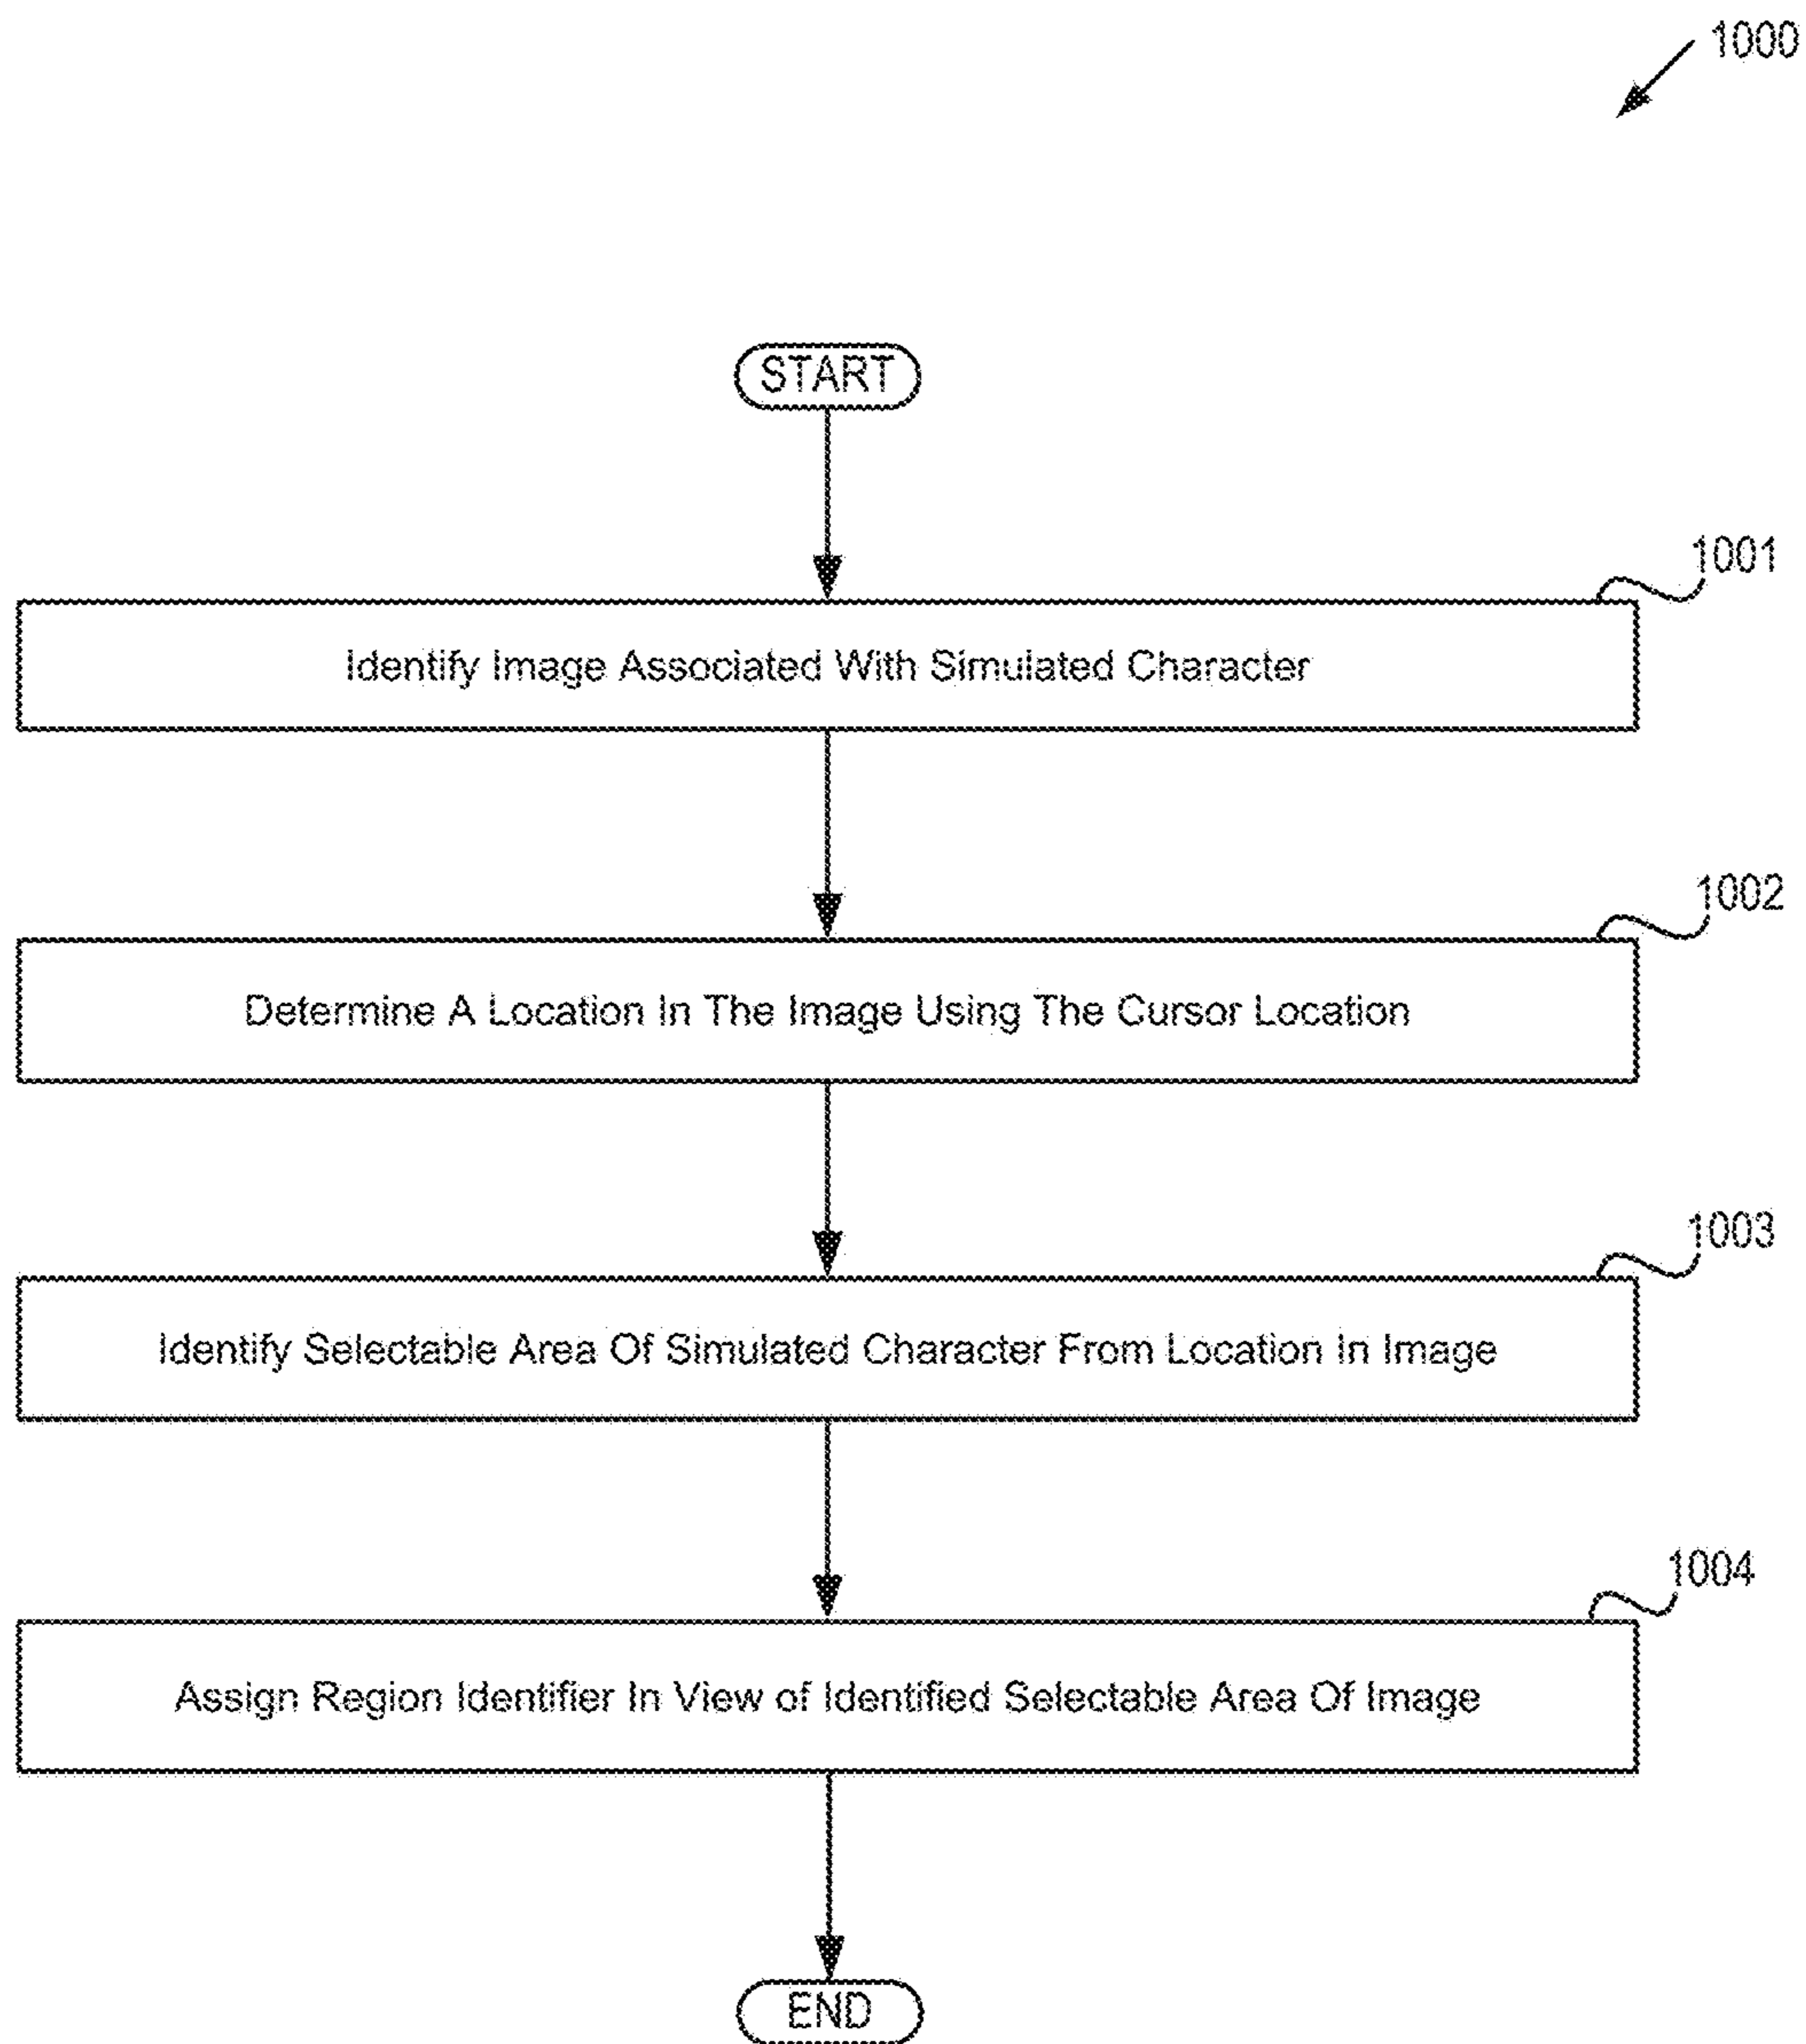 1000
START
1001
Identify Image Associated With Simulated Character
1002
Determine A Location In The Image Using The Cursor Location
1003
Identify Selectable Area Of Simulated Character From Location In Image
1004
Assign Region Identifier In View of Identified Selectable Area Of Image
END